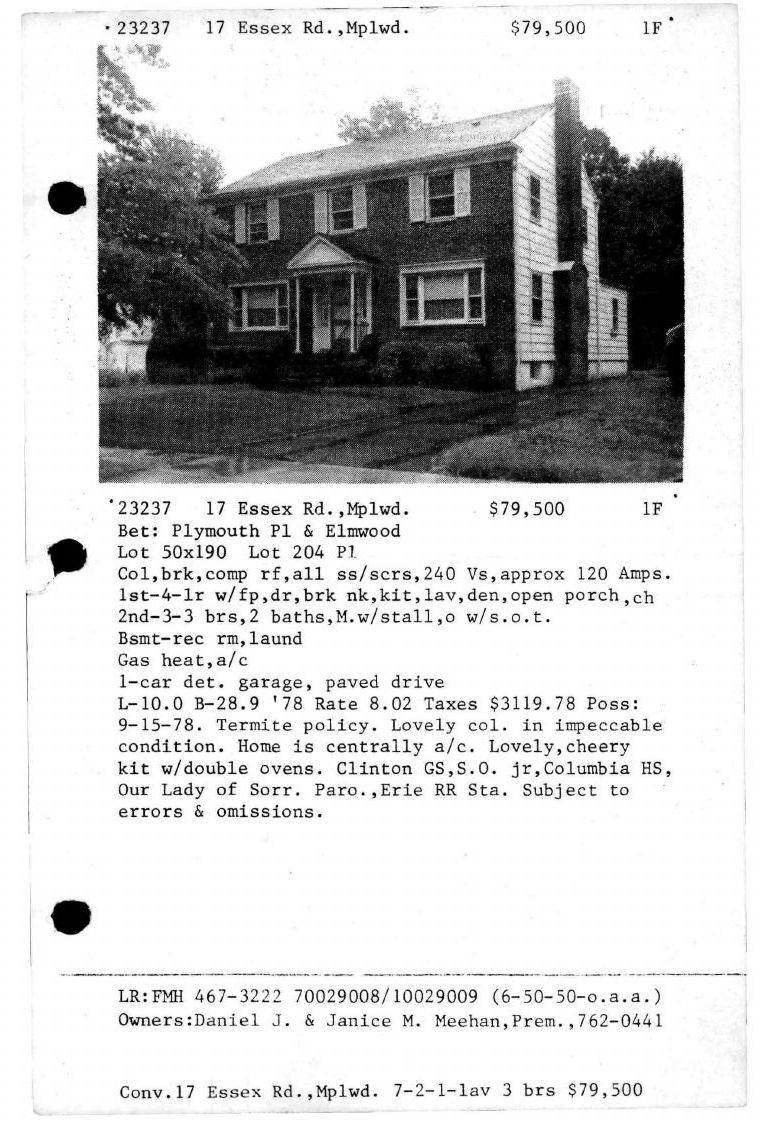 23237 17 Essex Rd.,Mplwd. $79,500 1F
23237 17 Essex Rd.,Mplwd. $79,500 1F
Bet: Plymouth Pl & Elmwood
Lot 50x190 Lot 204 Pl
Col,brk,comp rf,all ss/scrs,240 Vs,approx 120 Amps.
1st-4-lr w/fp,dr,brk nk,kit,lav,den,open porch,ch
2nd-3-3 brs,2 baths,M.w/stall,o w/s.o.t.
Bsmt-rec rm,laund
Gas heat,a/c
1-car det. garage, paved drive
L-10.0 B-28.9 '78 Rate 8.02 Taxes $3119.78 Poss:
9-15-78. Termite policy. Lovely col. in impeccable
condition. Home is centrally a/c. Lovely,cheery
kit w/double ovens. Clinton GS,S.O. jr,Columbia HS,
Our Lady of Sorr. Paro.,Erie RR Sta. Subject to
errors & omissions.
LR:FMH 467-3222 70029008/10029009 (6-50-50-o.a.a.)
Owners:Daniel J. & Janice M. Meehan,Prem.,762-0441
Conv.17 Essex Rd.,Mplwd. 7-2-1-lav 3 brs $79,500